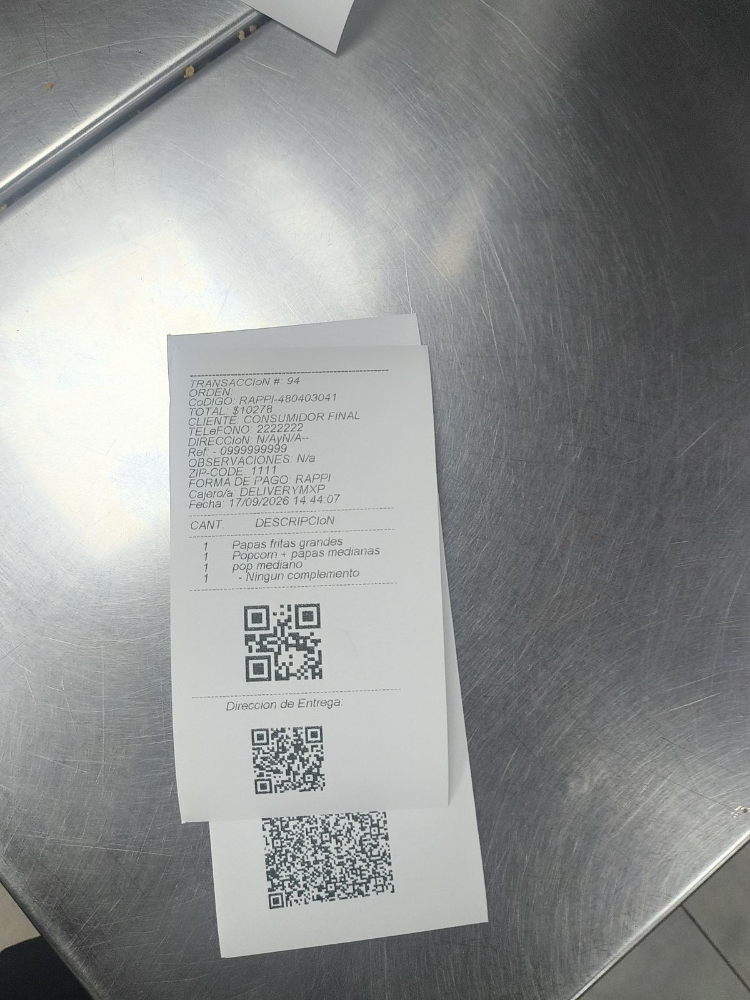 TRANSACCIoN #: 94
ORDEN:
CoDIGO: RAPPI-480403041
TOTAL: $10278
CLIENTE: CONSUMIDOR FINAL
TELeFONO: 2222222
DIRECCIoN: N/AyN/A--
Ref: - 0999999999
OBSERVACIONES: N/a
ZIP-CODE: 1111
FORMA DE PAGO: RAPPI
Cajero/a: DELIVERYMXP
Fecha: 17/09/2026 14:44:07
CANT. DESCRIPCIoN
1 Papas fritas grandes
1 Popcorn + papas medianas
1 pop mediano
1 - Ningun complemento
Direccion de Entrega: